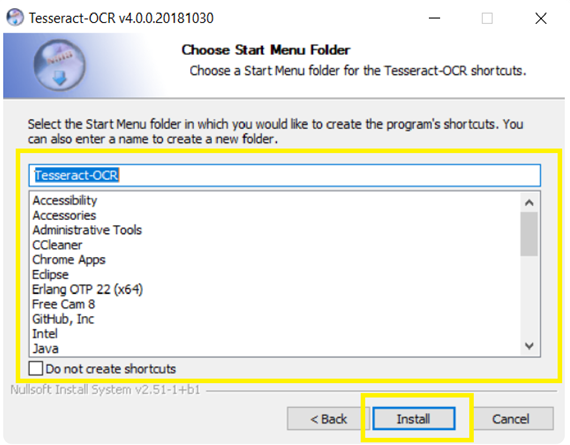 Tesseract-OCR v4.0.0.20181030
Choose Start Menu Folder
Choose a Start Menu folder for the Tesseract-OCR shortcuts.
Select the Start Menu folder in which you would like to create the program's shortcuts. You
can also enter a name to create a new folder.
Tesseract-OCR
Accessibility
Accessories
Administrative Tools
CCleaner
Chrome Apps
Eclipse
Erlang OTP 22 (x64)
Free Cam 8
GitHub, Inc
Intel
Java
Do not create shortcuts
Nullsoft Install System v2.51-1+b1
< Back Install Cancel